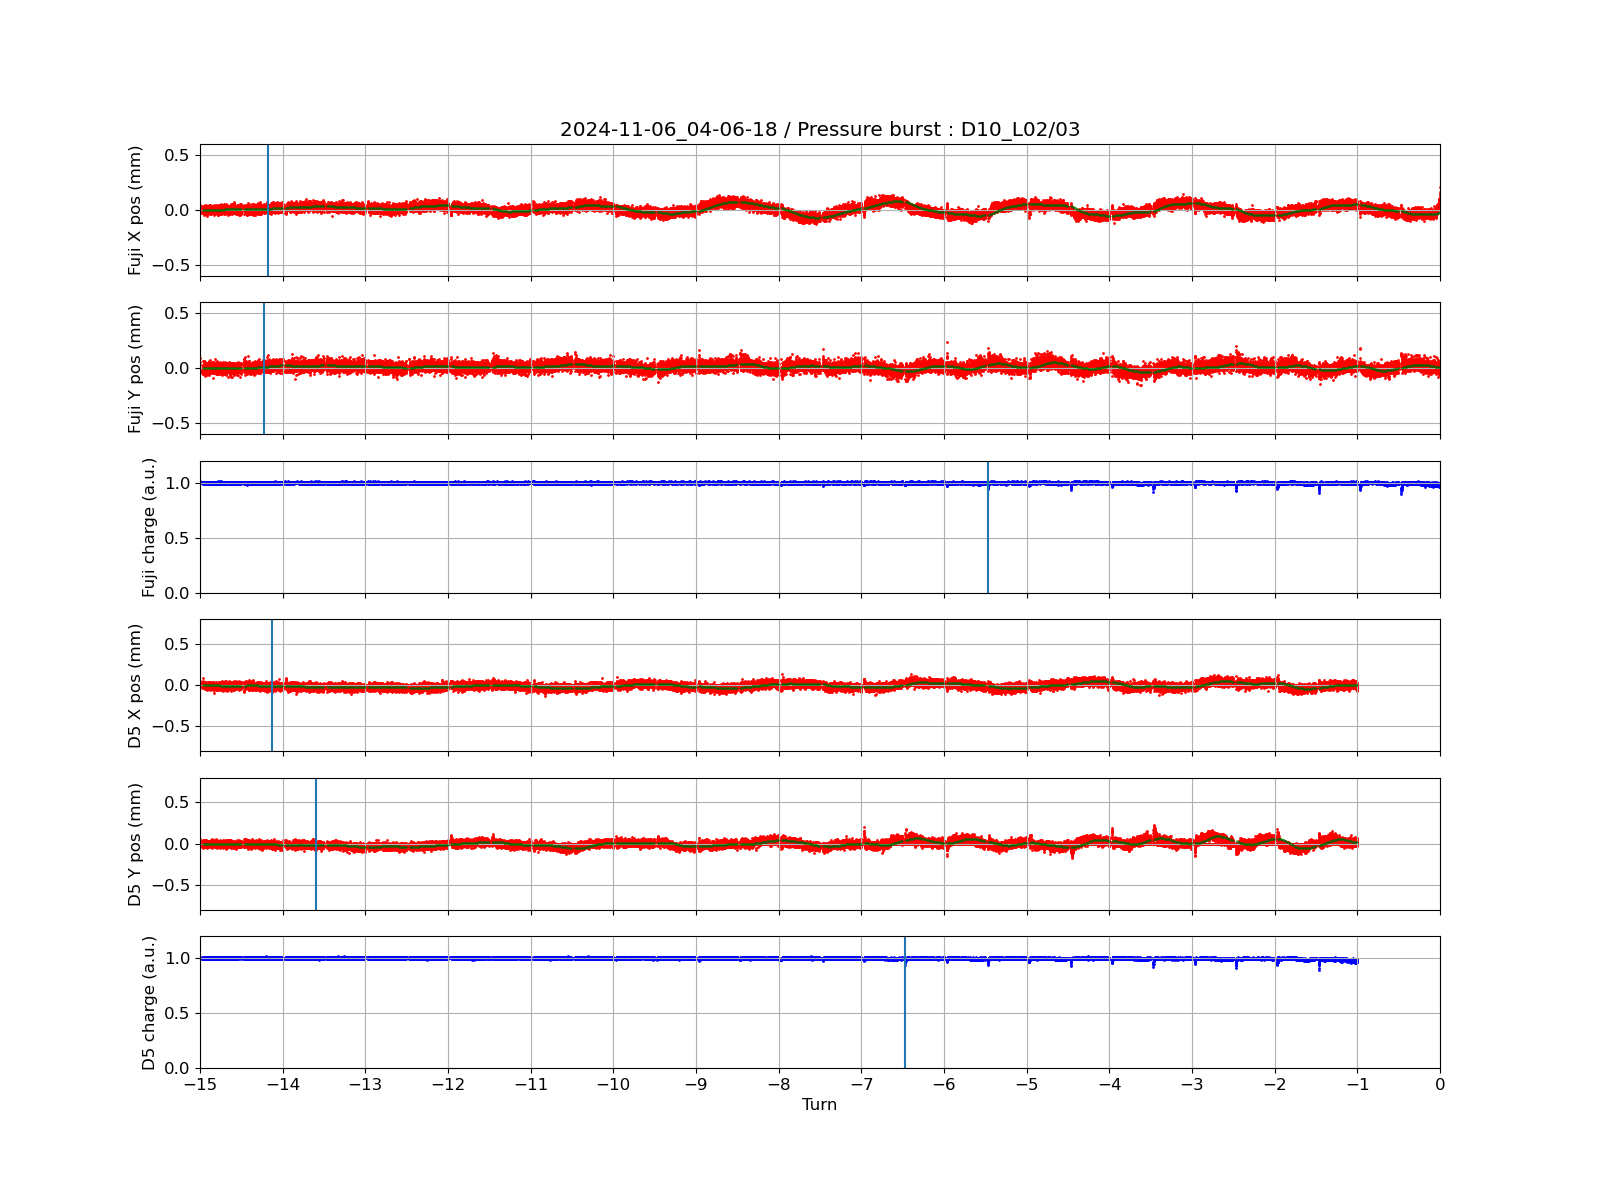 2024-11-06_04-06-18 / Pressure burst : D10_L02/03
Fuji X pos (mm)
0.5
0.0
−0.5
Fuji Y pos (mm)
0.5
0.0
−0.5
Fuji charge (a.u.)
1.0
0.5
0.0
D5 X pos (mm)
0.5
0.0
−0.5
D5 Y pos (mm)
0.5
0.0
−0.5
D5 charge (a.u.)
1.0
0.5
0.0
−15 −14 −13 −12 −11 −10 −9 −8 −7 −6 −5 −4 −3 −2 −1 0
Turn